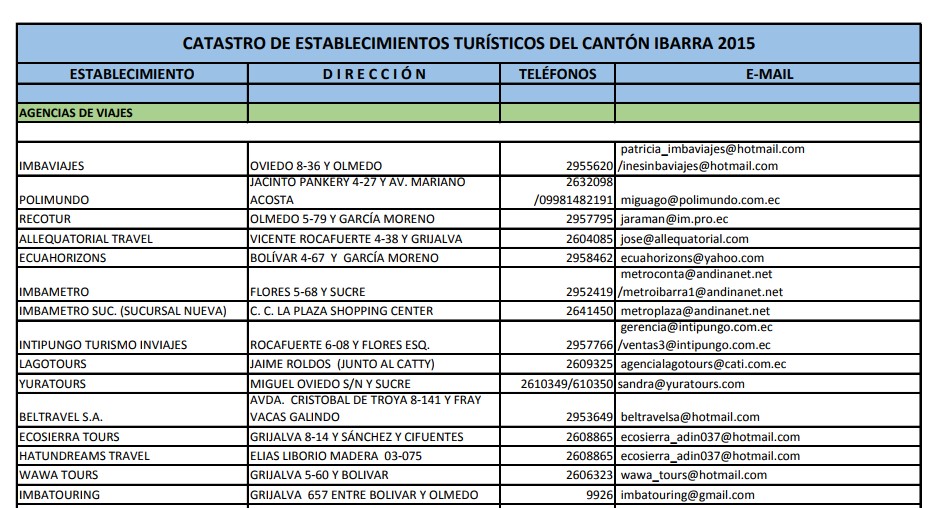 CATASTRO DE ESTABLECIMIENTOS TURÍSTICOS DEL CANTÓN IBARRA 2015
ESTABLECIMIENTO D I R E C C I Ó N TELÉFONOS E-MAIL
AGENCIAS DE VIAJES
IMBAVIAJES OVIEDO 8-36 Y OLMEDO 2955620 patricia_imbaviajes@hotmail.com
/inesinbaviajes@hotmail.com
POLIMUNDO JACINTO PANKERY 4-27 Y AV. MARIANO
ACOSTA 2632098
/09981482191 miguago@polimundo.com.ec
RECOTUR OLMEDO 5-79 Y GARCÍA MORENO 2957795 jaraman@im.pro.ec
ALLEQUATORIAL TRAVEL VICENTE ROCAFUERTE 4-38 Y GRIJALVA 2604085 jose@allequatorial.com
ECUAHORIZONS BOLÍVAR 4-67 Y GARCÍA MORENO 2958462 ecuahorizons@yahoo.com
IMBAMETRO FLORES 5-68 Y SUCRE 2952419 metroconta@andinanet.net
/metroibarra1@andinanet.net
IMBAMETRO SUC. (SUCURSAL NUEVA) C. C. LA PLAZA SHOPPING CENTER 2641450 metroplaza@andinanet.net
INTIPUNGO TURISMO INVIAJES ROCAFUERTE 6-08 Y FLORES ESQ. 2957766 gerencia@intipungo.com.ec
/ventas3@intipungo.com.ec
LAGOTOURS JAIME ROLDOS (JUNTO AL CATTY) 2609325 agencialagotours@cati.com.ec
YURATOURS MIGUEL OVIEDO S/N Y SUCRE 2610349/610350 sandra@yuratours.com
BELTRAVEL S.A. AVDA. CRISTOBAL DE TROYA 8-141 Y FRAY
VACAS GALINDO 2953649 beltravelsa@hotmail.com
ECOSIERRA TOURS GRIJALVA 8-14 Y SÁNCHEZ Y CIFUENTES 2608865 ecosierra_adin037@hotmail.com
HATUNDREAMS TRAVEL ELIAS LIBORIO MADERA 03-075 2608865 ecosierra_adin037@hotmail.com
WAWA TOURS GRIJALVA 5-60 Y BOLIVAR 2606323 wawa_tours@hotmail.com
IMBATOURING GRIJALVA 657 ENTRE BOLIVAR Y OLMEDO 9926 imbatouring@gmail.com